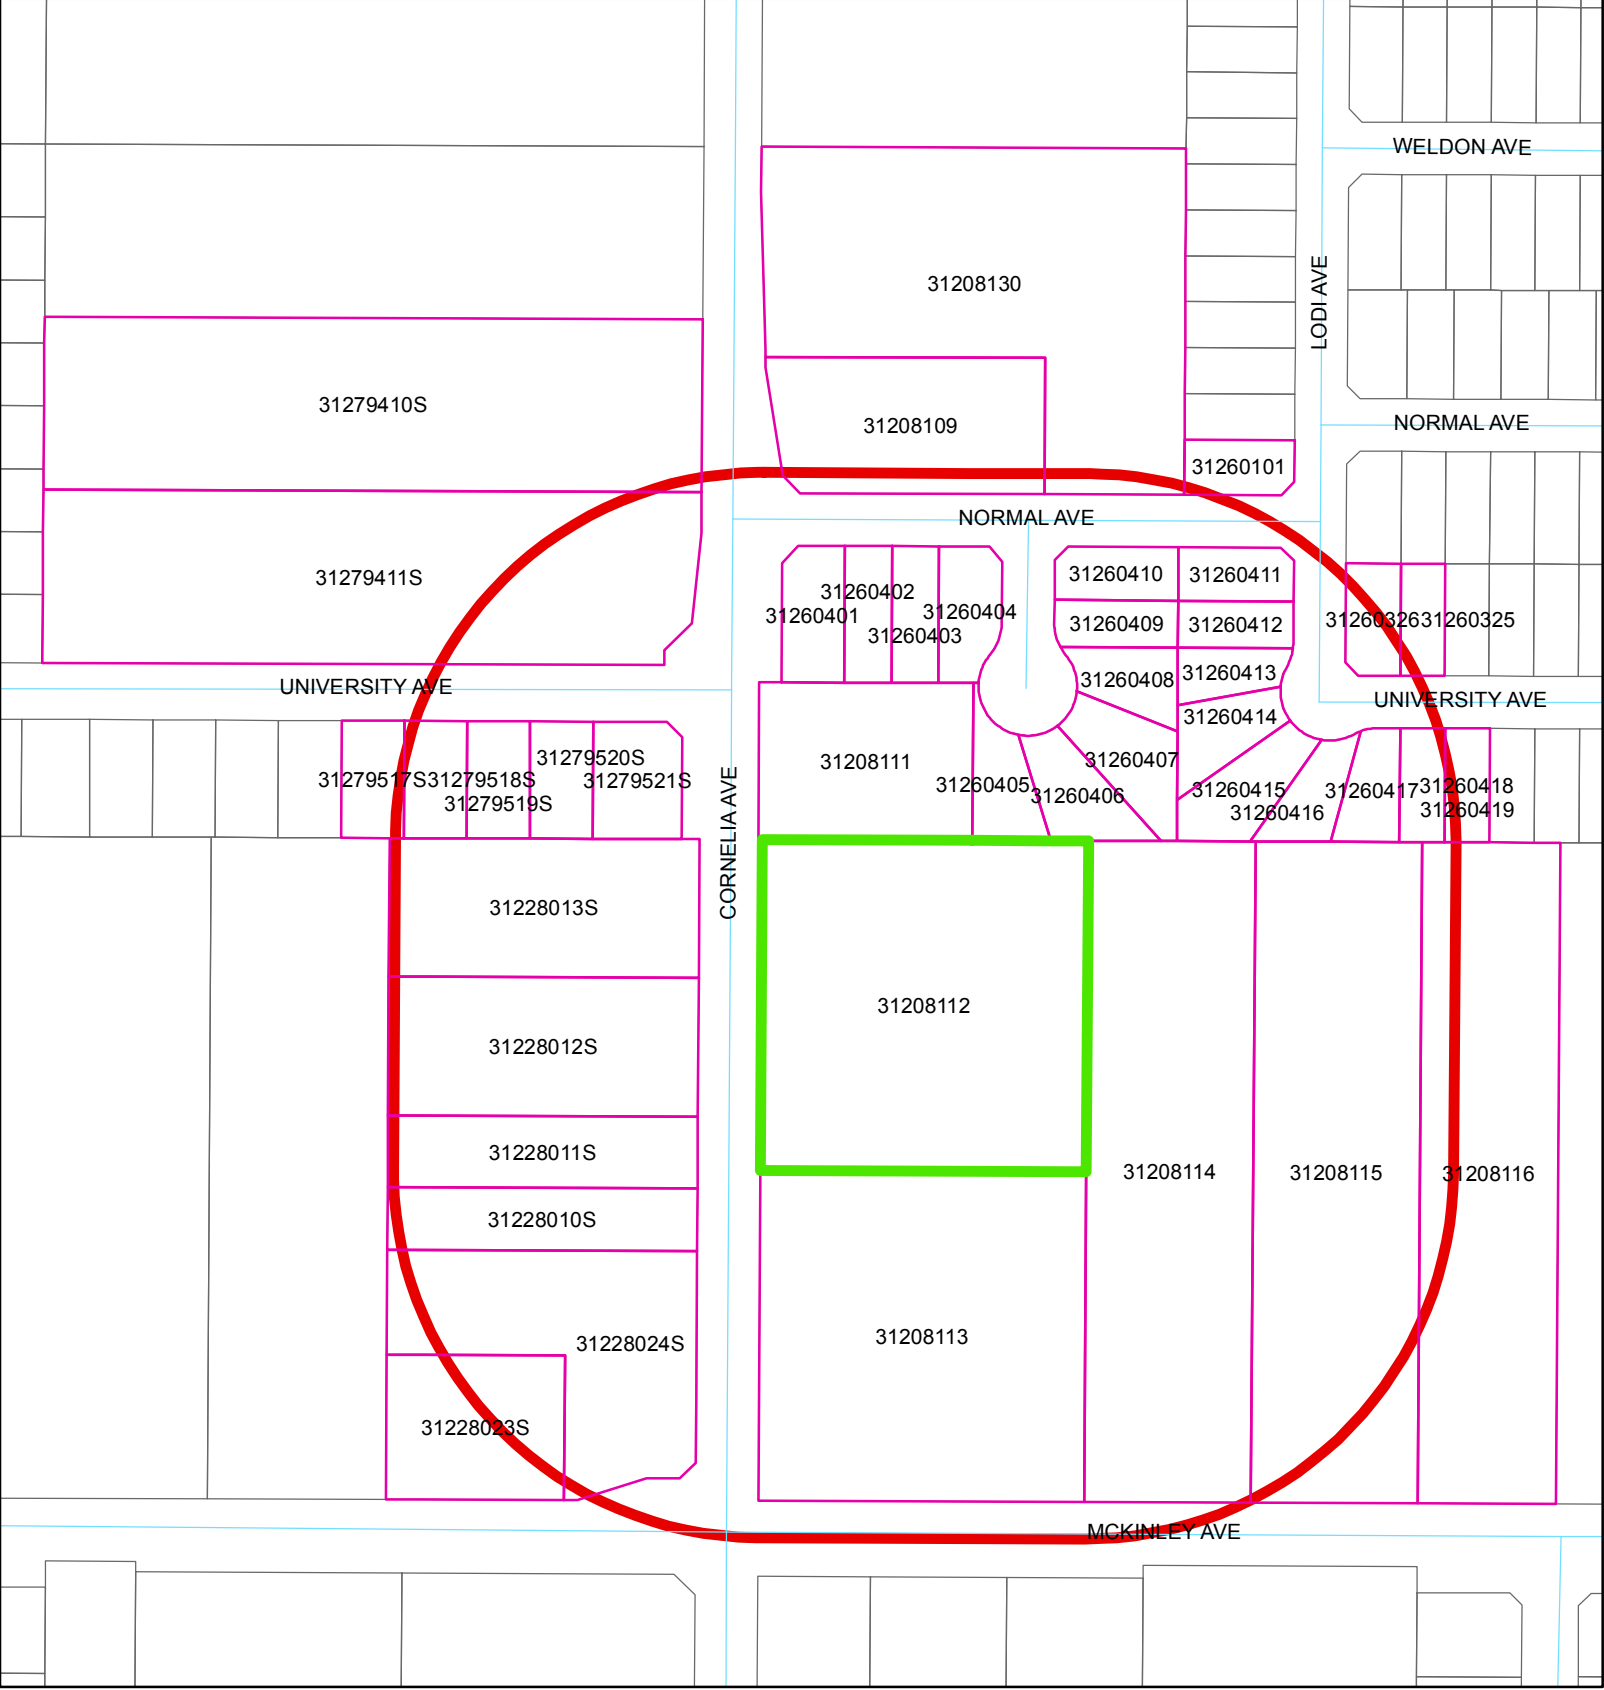 WELDON AVE
31208130
LODI AVE
31279410S
31208109
NORMAL AVE
31260101
NORMAL AVE
31279411S
31260410
31260411
31260402
31260401
31260404
31260403
31260409
31260412
31260326
31260325
31260408
31260413
UNIVERSITY AVE
UNIVERSITY AVE
31260414
31279520S
31208111
31260407
31279517S
31279518S
31279521S
31279519S
31260405
31260406
31260415
31260416
31260417
31260418
31260419
CORNELIA AVE
31228013S
31208112
31228012S
31228011S
31208114
31208115
31208116
31228010S
31228024S
31208113
31228023S
MCKINLEY AVE